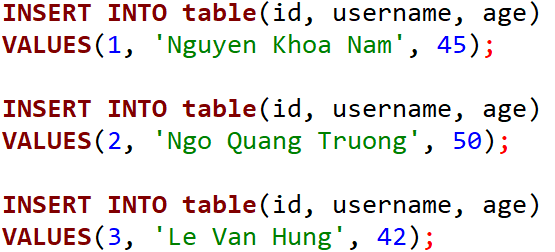 INSERT INTO table(id, username, age)
VALUES(1, 'Nguyen Khoa Nam', 45);
INSERT INTO table(id, username, age)
VALUES(2, 'Ngo Quang Truong', 50);
INSERT INTO table(id, username, age)
VALUES(3, 'Le Van Hung', 42);